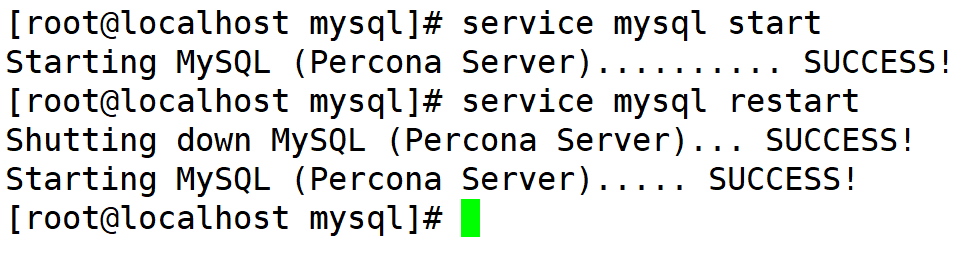 [root@localhost mysql]# service mysql start
Starting MySQL (Percona Server).......... SUCCESS!
[root@localhost mysql]# service mysql restart
Shutting down MySQL (Percona Server)... SUCCESS!
Starting MySQL (Percona Server)..... SUCCESS!
[root@localhost mysql]#